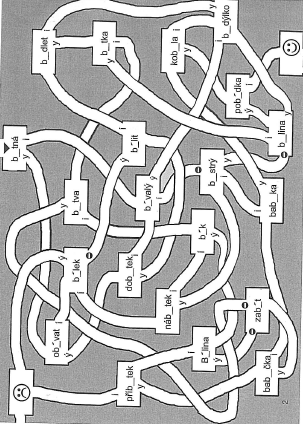 b_tná
i
y
b_dlet
i
y
ob_vat
i
ý
b_lek
í
ý
b_tva
i
y
b_tka
i
y
přib_tek
i
y
dob_tek
i
y
b_lit
í
ý
b_valý
i
y
náb_tek
i
y
kob_la
i
y
B_lina
í
ý
b_k
í
ý
b_strý
i
y
b_dýlko
i
y
pob_dka
í
ý
zab_t
í
ý
bab_čka
i
y
bab_ka
i
y
b_lina
i
y
2